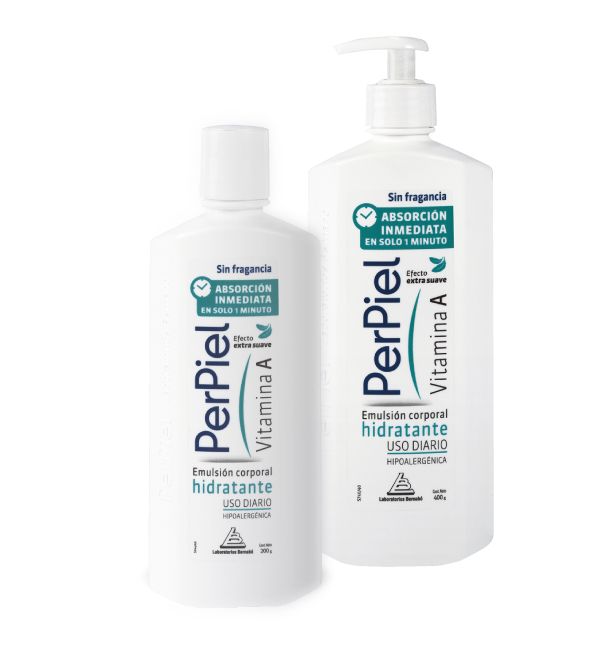 Sin fragancia
ABSORCIÓN
INMEDIATA
EN SOLO 1 MINUTO
Efecto
extra suave
PerPiel
Vitamina A
Emulsión corporal
hidratante
USO DIARIO
HIPOALERGÉNICA
Laboratorios Bernabó
Cont. Neto
200 g
Sin fragancia
ABSORCIÓN
INMEDIATA
EN SOLO 1 MINUTO
Efecto
extra suave
PerPiel
Vitamina A
Emulsión corporal
hidratante
USO DIARIO
HIPOALERGÉNICA
Laboratorios Bernabó
Cont. Neto
400 g